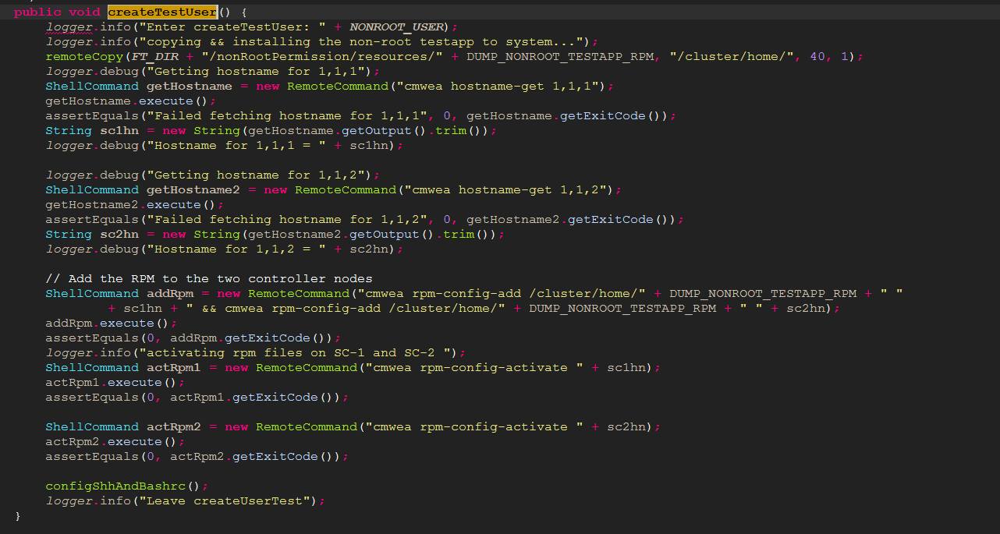 public void createTestUser() {
logger.info("Enter createTestUser: " + NONROOT_USER);
logger.info("copying && installing the non-root testapp to system...");
remoteCopy(FT_DIR + "/nonRootPermission/resources/" + DUMP_NONROOT_TESTAPP_RPM, "/cluster/home/", 40, 1);
logger.debug("Getting hostname for 1,1,1");
ShellCommand getHostname = new RemoteCommand("cmwea hostname-get 1,1,1");
getHostname.execute();
assertEquals("Failed fetching hostname for 1,1,1", 0, getHostname.getExitCode());
String sc1hn = new String(getHostname.getOutput().trim());
logger.debug("Hostname for 1,1,1 = " + sc1hn);
logger.debug("Getting hostname for 1,1,2");
ShellCommand getHostname2 = new RemoteCommand("cmwea hostname-get 1,1,2");
getHostname2.execute();
assertEquals("Failed fetching hostname for 1,1,2", 0, getHostname2.getExitCode());
String sc2hn = new String(getHostname2.getOutput().trim());
logger.debug("Hostname for 1,1,2 = " + sc2hn);
// Add the RPM to the two controller nodes
ShellCommand addRpm = new RemoteCommand("cmwea rpm-config-add /cluster/home/" + DUMP_NONROOT_TESTAPP_RPM + " "
+ sc1hn + " && cmwea rpm-config-add /cluster/home/" + DUMP_NONROOT_TESTAPP_RPM + " " + sc2hn);
addRpm.execute();
assertEquals(0, addRpm.getExitCode());
logger.info("activating rpm files on SC-1 and SC-2 ");
ShellCommand actRpm1 = new RemoteCommand("cmwea rpm-config-activate " + sc1hn);
actRpm1.execute();
assertEquals(0, actRpm1.getExitCode());
ShellCommand actRpm2 = new RemoteCommand("cmwea rpm-config-activate " + sc2hn);
actRpm2.execute();
assertEquals(0, actRpm2.getExitCode());
configShhAndBashrc();
logger.info("Leave createUserTest");
}